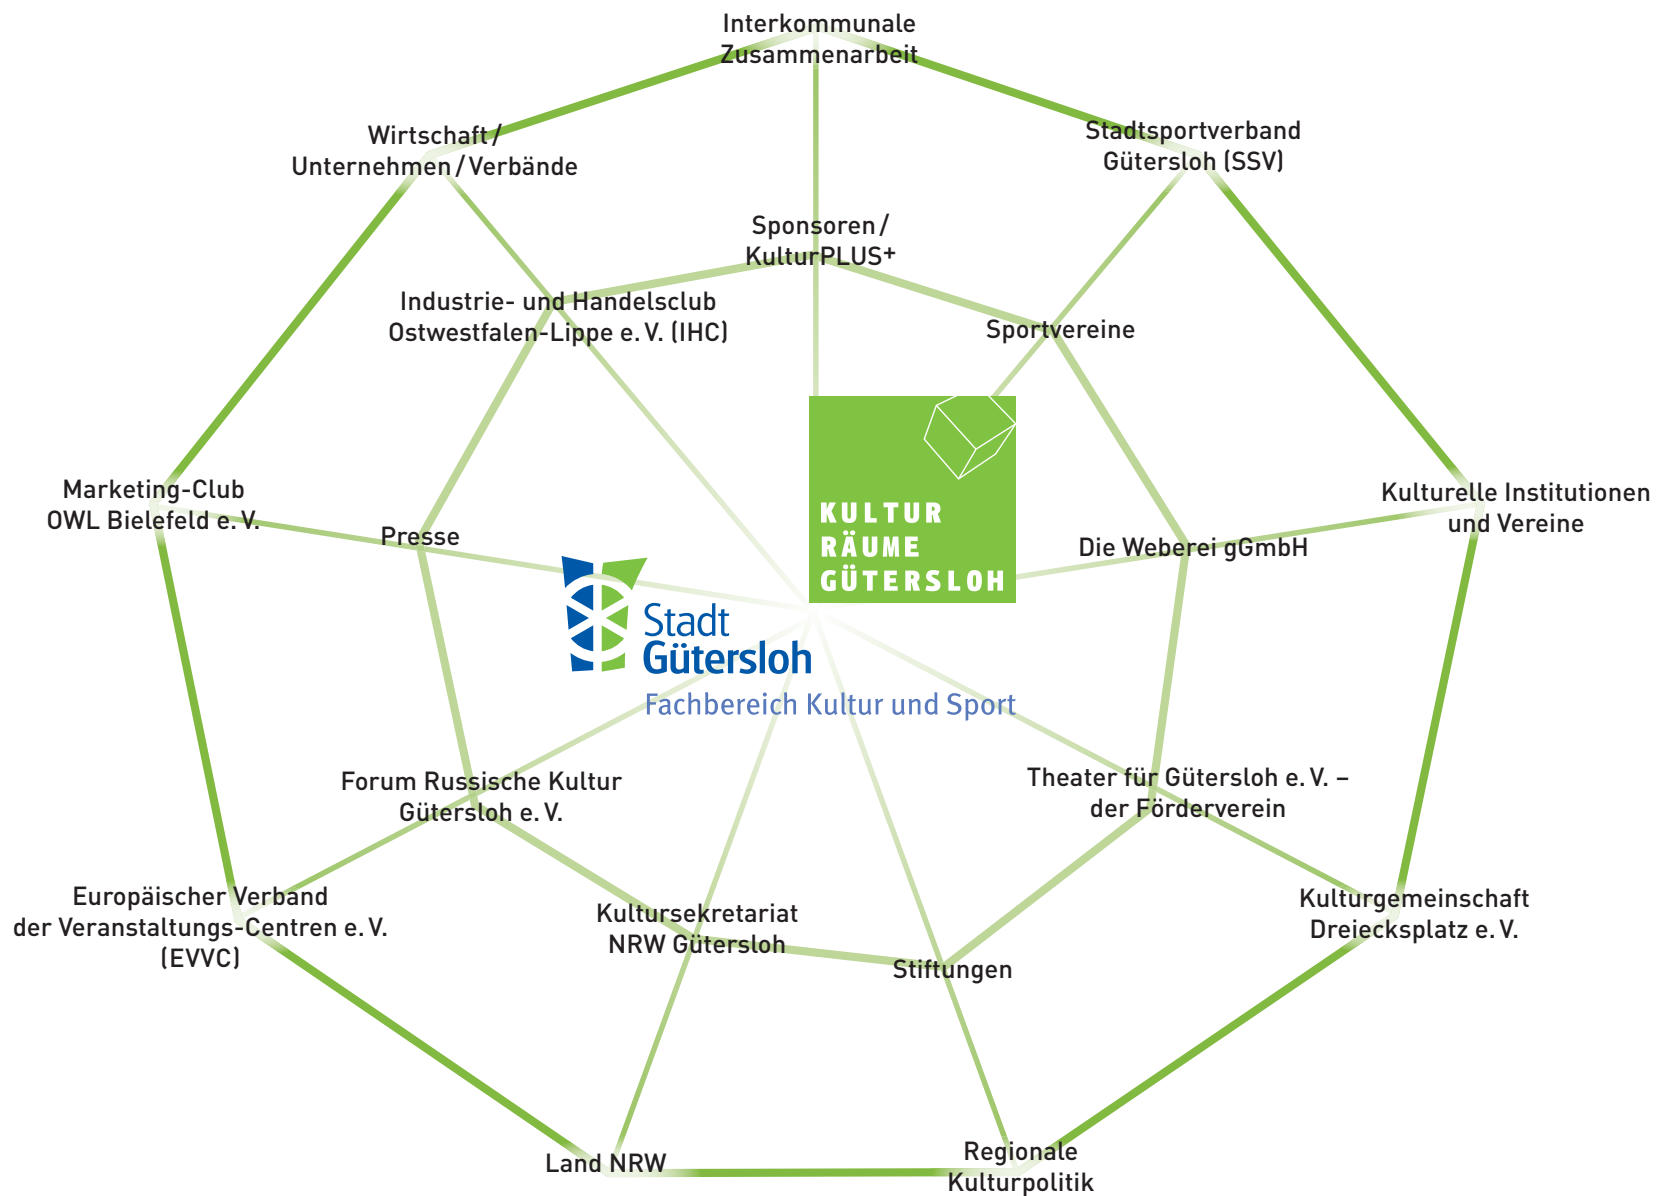 Interkommunale
Zusammenarbeit
Wirtschaft /
Unternehmen / Verbände
Stadtsportverband
Gütersloh (SSV)
Sponsoren /
KulturPLUS+
Industrie- und Handelsclub
Ostwestfalen-Lippe e. V. (IHC)
Sportvereine
Marketing-Club
OWL Bielefeld e. V.
Presse
KULTUR
RÄUME
GÜTERSLOH
Die Weberei gGmbH
Kulturelle Institutionen
und Vereine
Stadt
Gütersloh
Fachbereich Kultur und Sport
Forum Russische Kultur
Gütersloh e. V.
Theater für Gütersloh e. V. –
der Förderverein
Europäischer Verband
der Veranstaltungs-Centren e. V.
(EVVC)
Kultursekretariat
NRW Gütersloh
Stiftungen
Kulturgemeinschaft
Dreiecksplatz e. V.
Land NRW
Regionale
Kulturpolitik